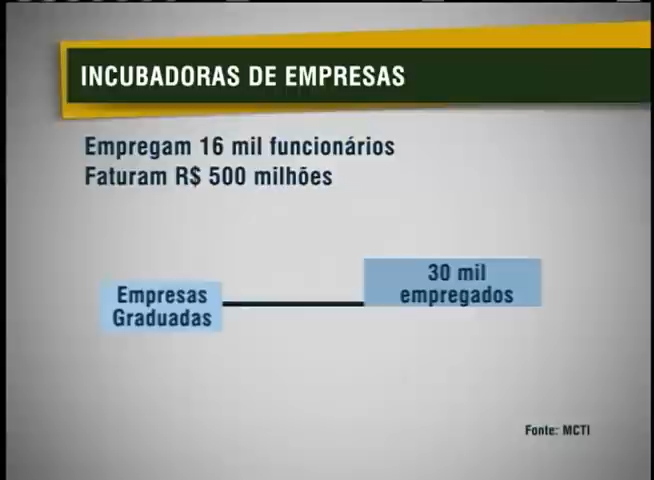 INCUBADORAS DE EMPRESAS
Empregam 16 mil funcionários
Faturam R$ 500 milhões
30 mil
empregados
Empresas
Graduadas
Fonte: MCTI